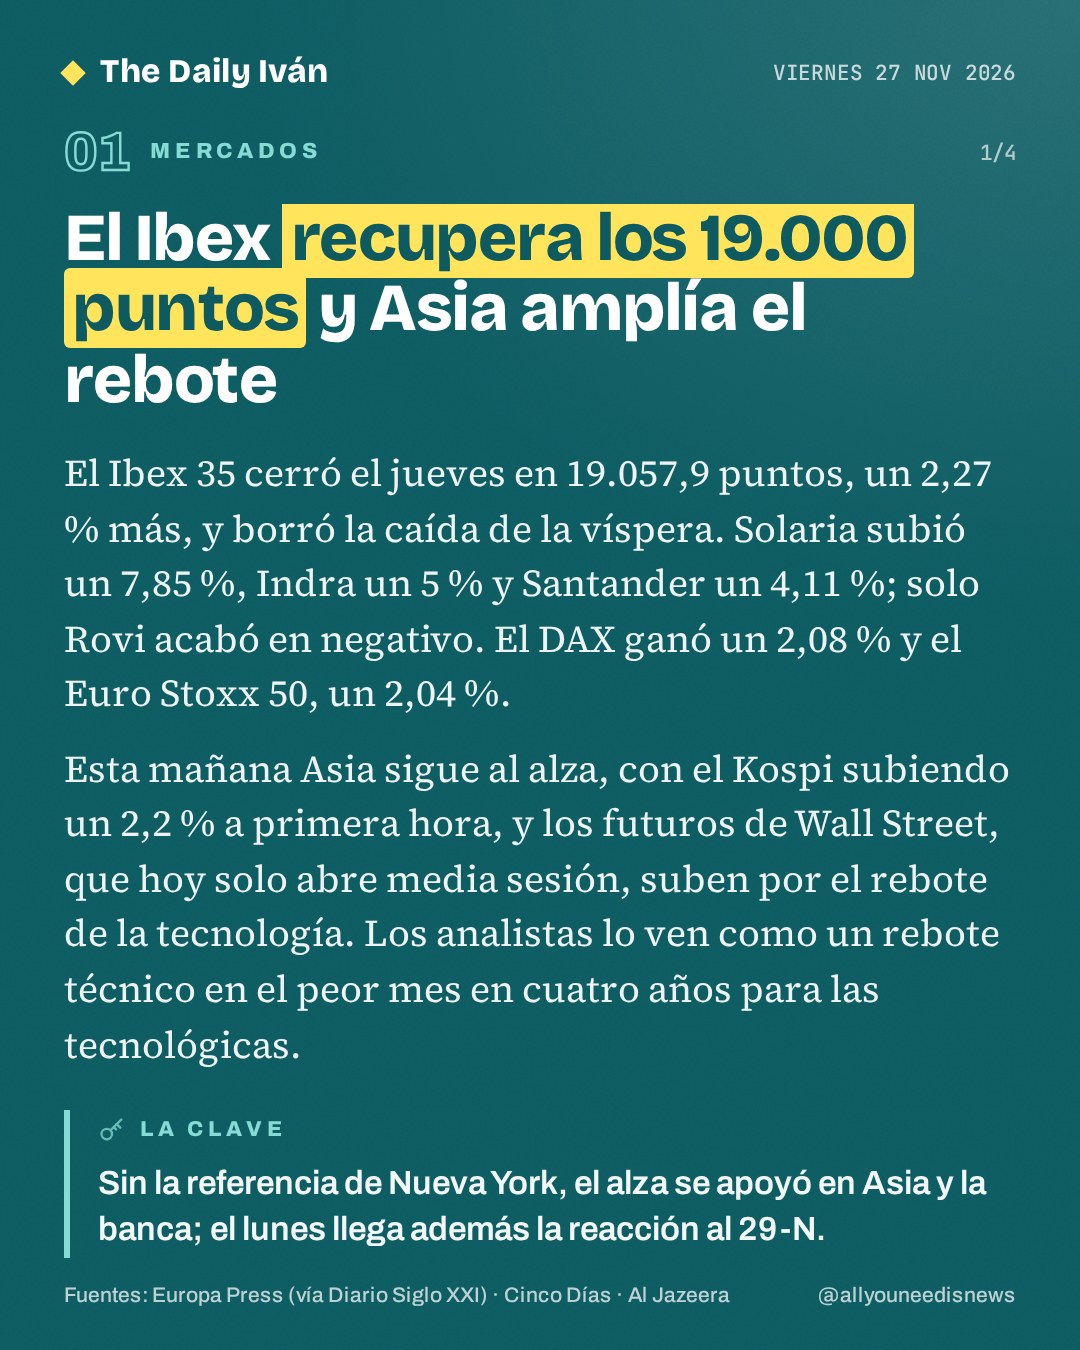 The Daily Iván
VIERNES 27 NOV 2026
01 MERCADOS
1/4
El Ibex recupera los 19.000
puntos y Asia amplía el
rebote
El Ibex 35 cerró el jueves en 19.057,9 puntos, un 2,27
% más, y borró la caída de la víspera. Solaria subió
un 7,85 %, Indra un 5 % y Santander un 4,11 %; solo
Rovi acabó en negativo. El DAX ganó un 2,08 % y el
Euro Stoxx 50, un 2,04 %.
Esta mañana Asia sigue al alza, con el Kospi subiendo
un 2,2 % a primera hora, y los futuros de Wall Street,
que hoy solo abre media sesión, suben por el rebote
de la tecnología. Los analistas lo ven como un rebote
técnico en el peor mes en cuatro años para las
tecnológicas.
LA CLAVE
Sin la referencia de Nueva York, el alza se apoyó en Asia y la
banca; el lunes llega además la reacción al 29-N.
Fuentes: Europa Press (vía Diario Siglo XXI) · Cinco Días · Al Jazeera
@allyouneedisnews